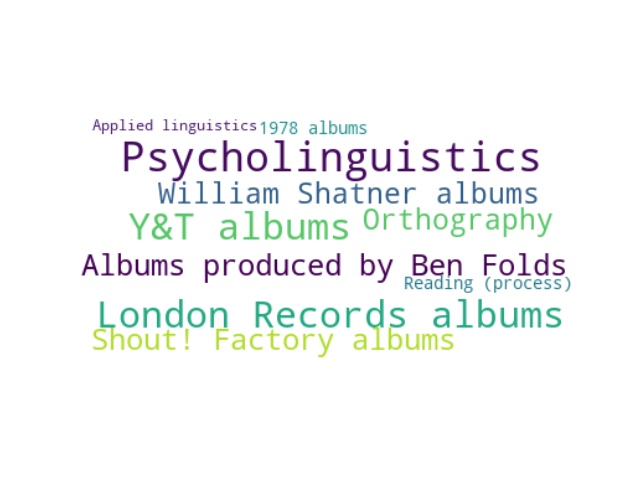 Applied linguistics 1978 albums
Psycholinguistics
William Shatner albums
Y&T albums Orthography
Albums produced by Ben Folds
Reading (process)
London Records albums
Shout! Factory albums